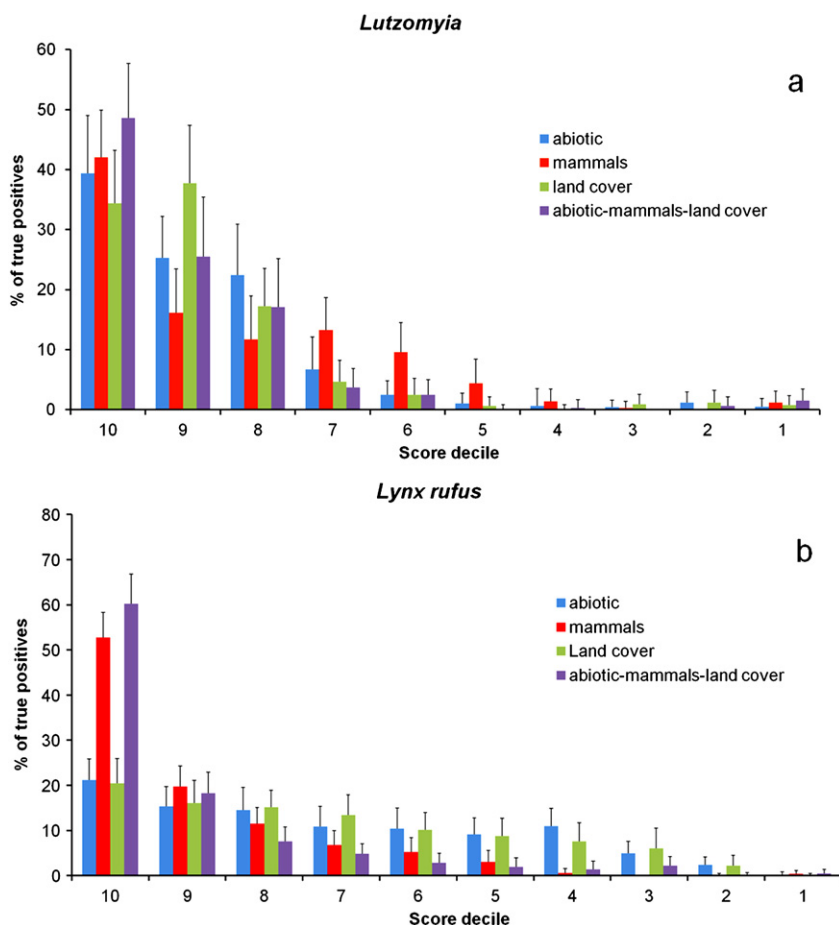 Lutzomyia
a
60
50
40
30
20
10
0
% of true positives
abiotic
mammals
land cover
abiotic-mammals-land cover
10 9 8 7 6 5 4 3 2 1
Score decile
Lynx rufus
b
80
70
60
50
40
30
20
10
0
% of true positives
abiotic
mammals
Land cover
abiotic-mammals-land cover
10 9 8 7 6 5 4 3 2 1
Score decile